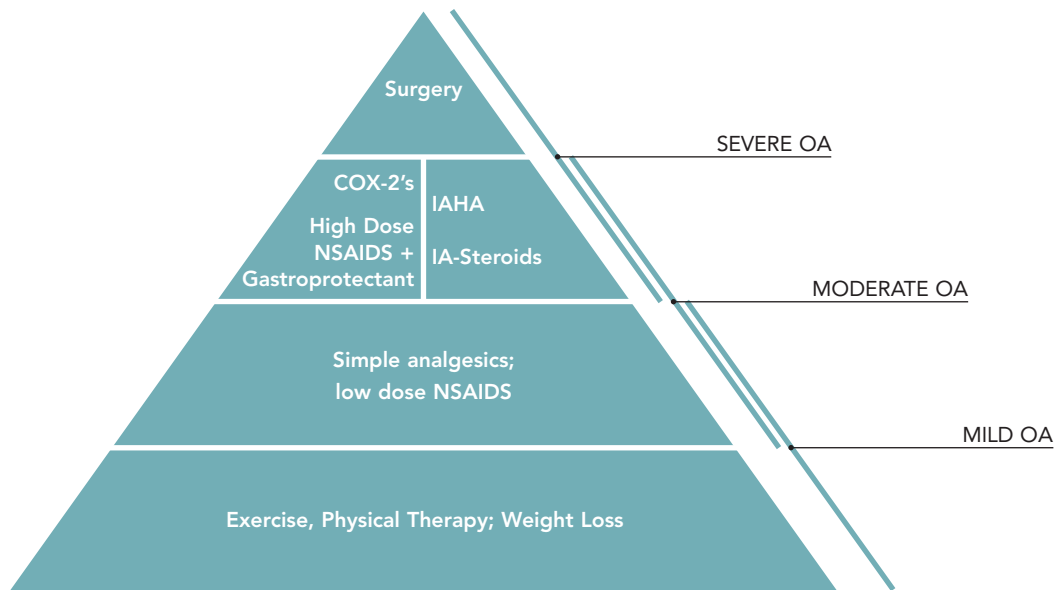 Surgery
SEVERE OA
COX-2's
High Dose
NSAIDS +
Gastroprotectant
IAHA
IA-Steroids
MODERATE OA
Simple analgesics;
low dose NSAIDS
MILD OA
Exercise, Physical Therapy; Weight Loss